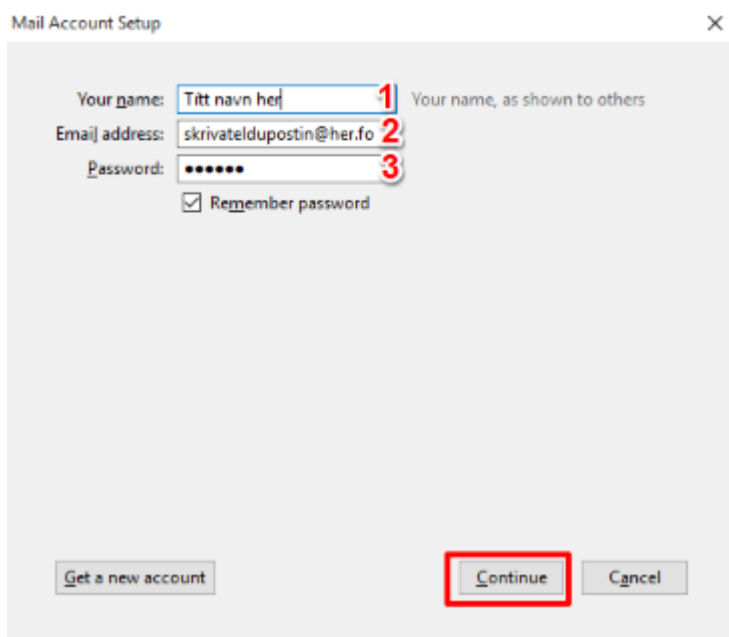 Mail Account Setup
Your name: Títt navn her 1 Your name, as shown to others
Email address: skrivateldupostin@her.fo 2
Password: •••••• 3
Remember password
Get a new account Continue Cancel